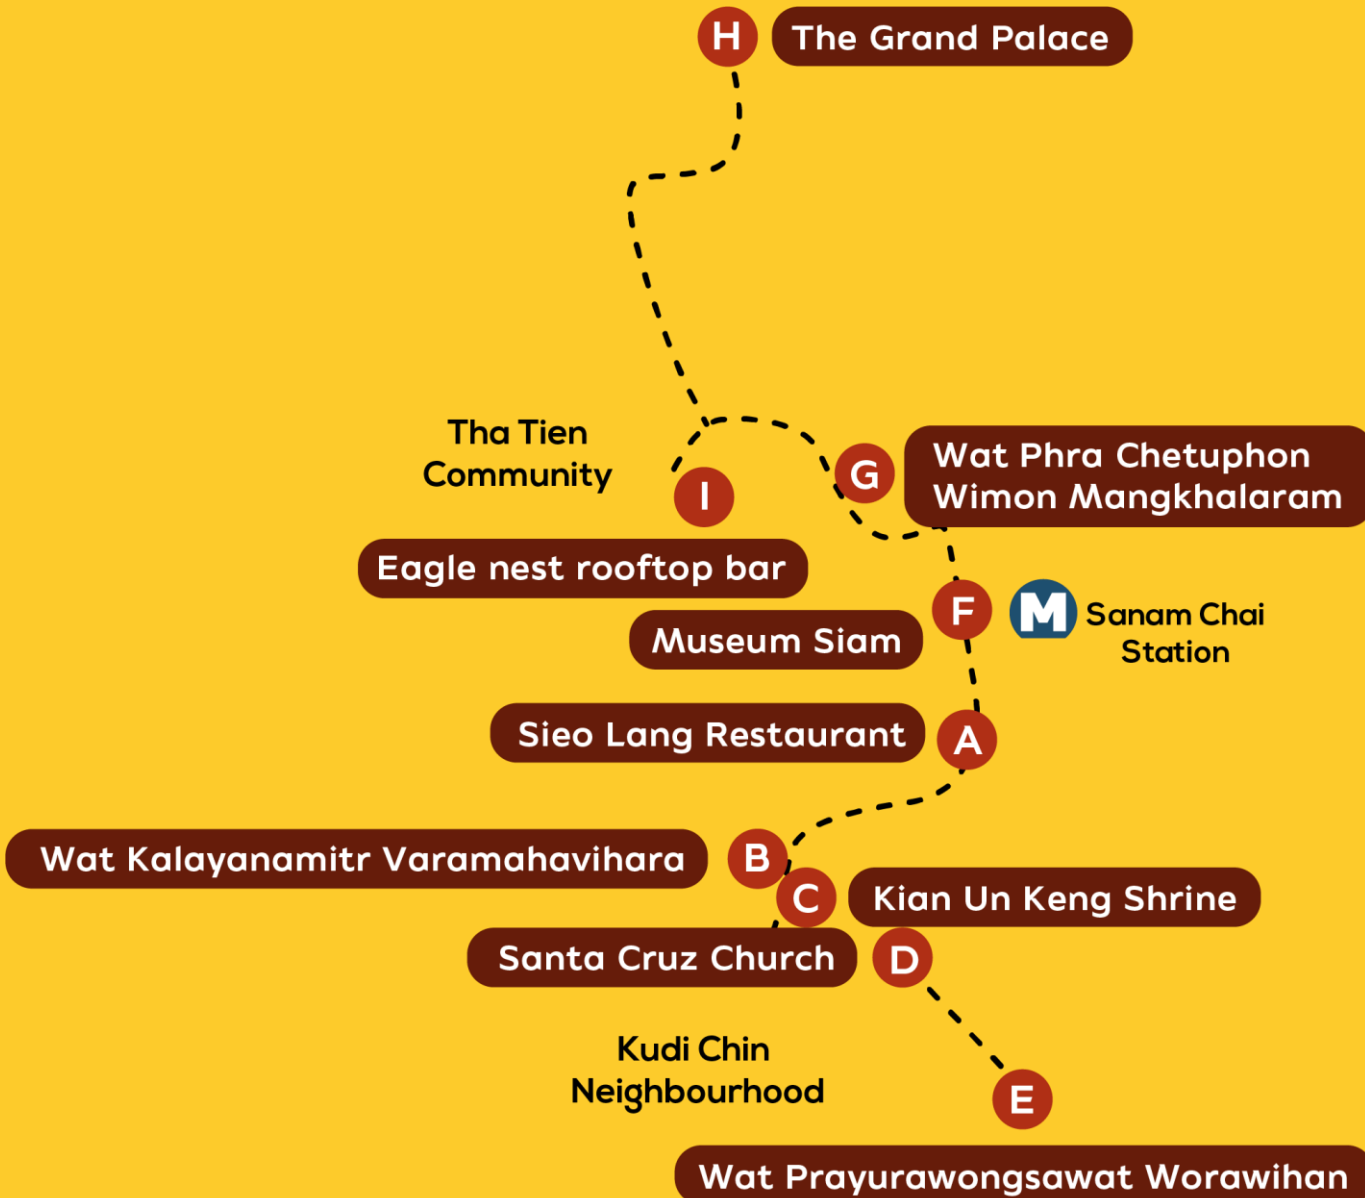 H
The Grand Palace
Tha Tien
Community
I
G
Wat Phra Chetuphon
Wimon Mangkhalaram
Eagle nest rooftop bar
F
M
Sanam Chai
Station
Museum Siam
Sieo Lang Restaurant
A
Wat Kalayanamitr Varamahavihara
B
C
Kian Un Keng Shrine
Santa Cruz Church
D
Kudi Chin
Neighbourhood
E
Wat Prayurawongsawat Worawihan